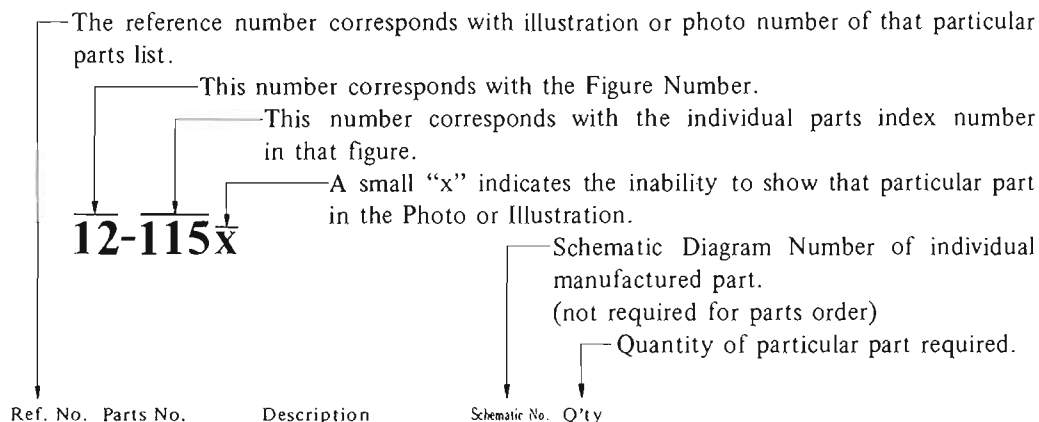 The reference number corresponds with illustration or photo number of that particular
parts list.
This number corresponds with the Figure Number.
This number corresponds with the individual parts index number
in that figure.
A small “x” indicates the inability to show that particular part
in the Photo or Illustration.
12-115x
Schematic Diagram Number of individual
manufactured part.
(not required for parts order)
Quantity of particular part required.
Ref. No. Parts No. Description Schematic No. Q'ty